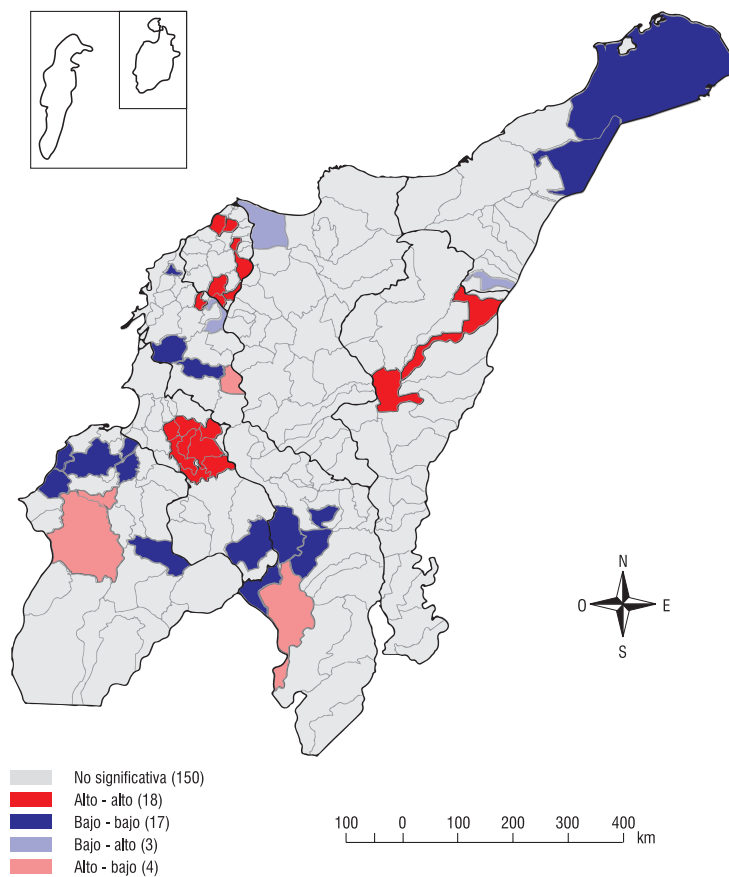 N
O E
S
No significativa (150)
Alto - alto (18)
Bajo - bajo (17)
Bajo - alto (3)
Alto - bajo (4)
100 0 100 200 300 400
km